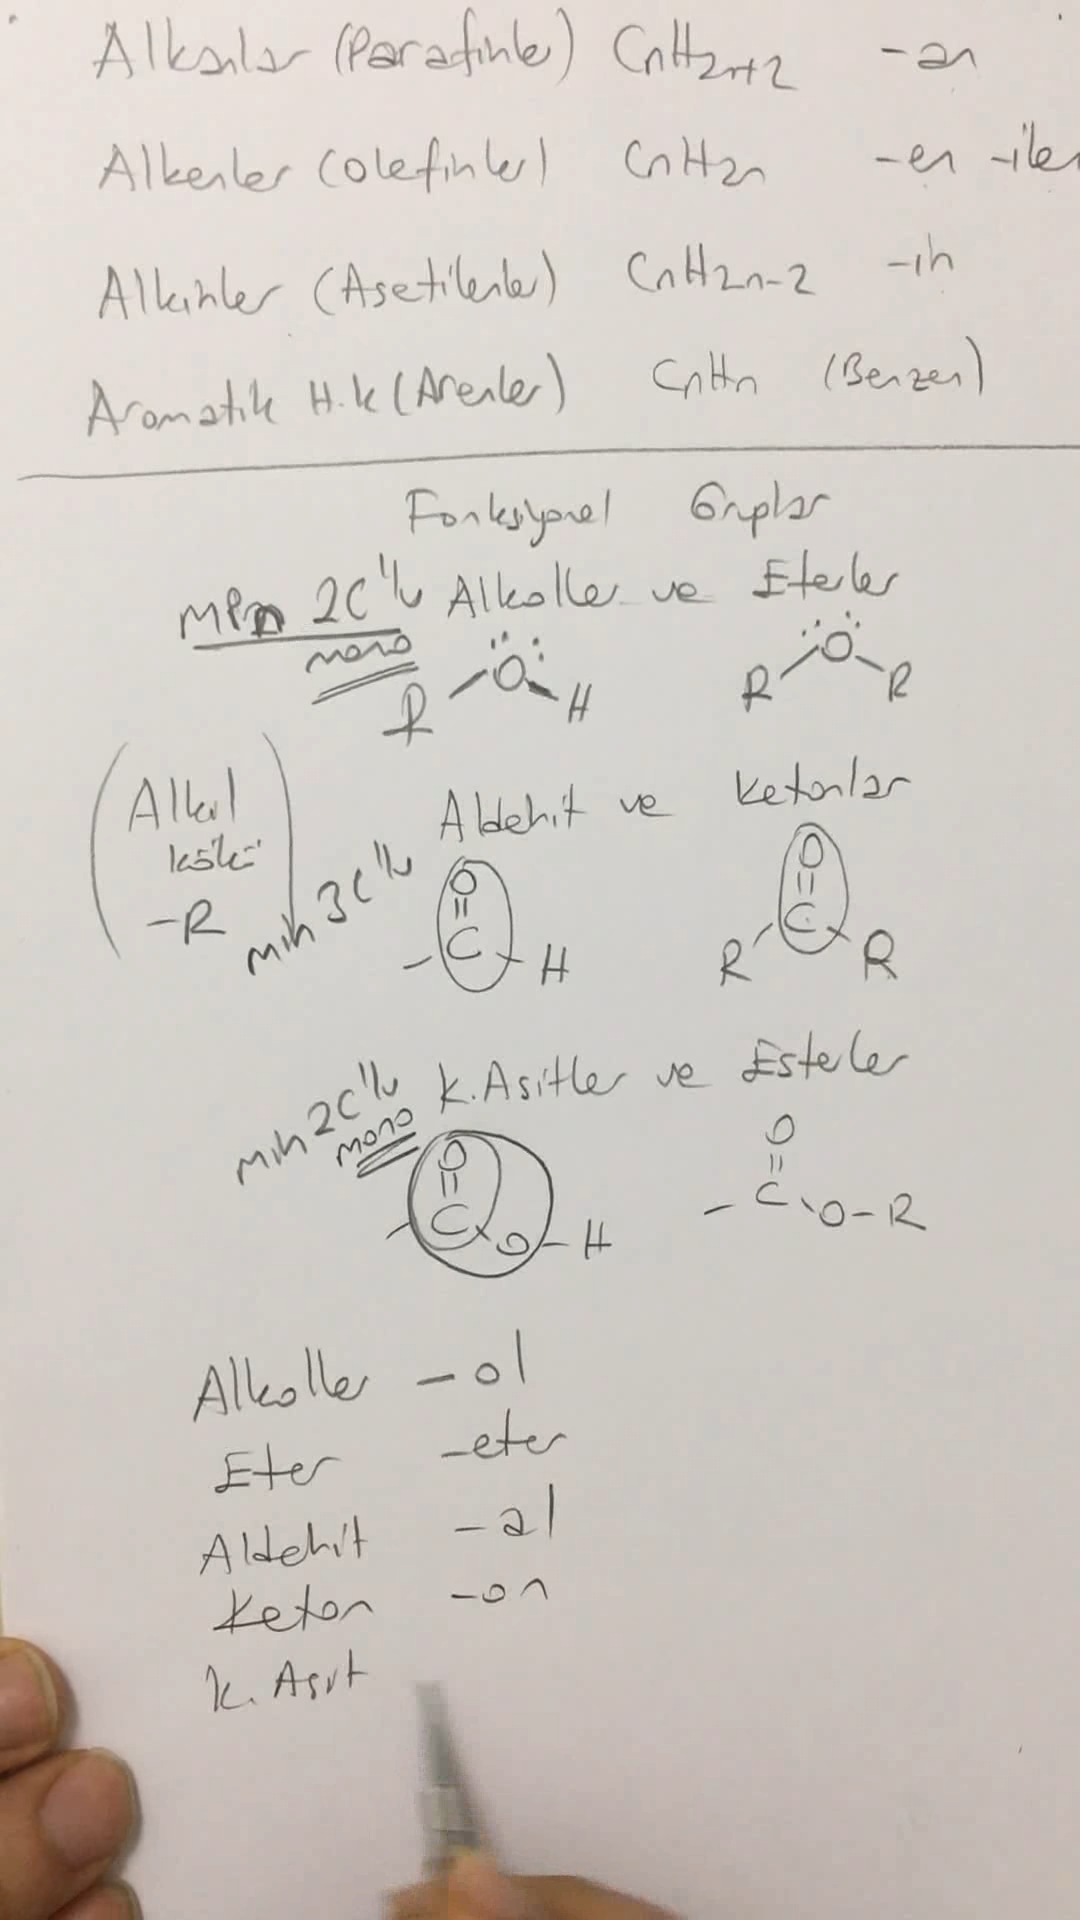 Alkanlar (Parafinler) CnH2n+2 -an
Alkenler (Olefinler) CnH2n -en -ilen
Alkinler (Asetilenler) CnH2n-2 -in
Aromatik H.k (Arenler) CnHn (Benzen)
Fonksiyonel Gruplar
min 2C'lu Alkoller ve Eterler
mono
R O H R O R
Alkil
kökü
-R
Aldehit ve Ketonlar
min 3C'lu
O O
C H R C R
min 2C'lu K.Asitler ve Esterler
mono
O O
C O-H C O-R
Alkoller -ol
Eter -eter
Aldehit -al
Keton -on
K. Asit